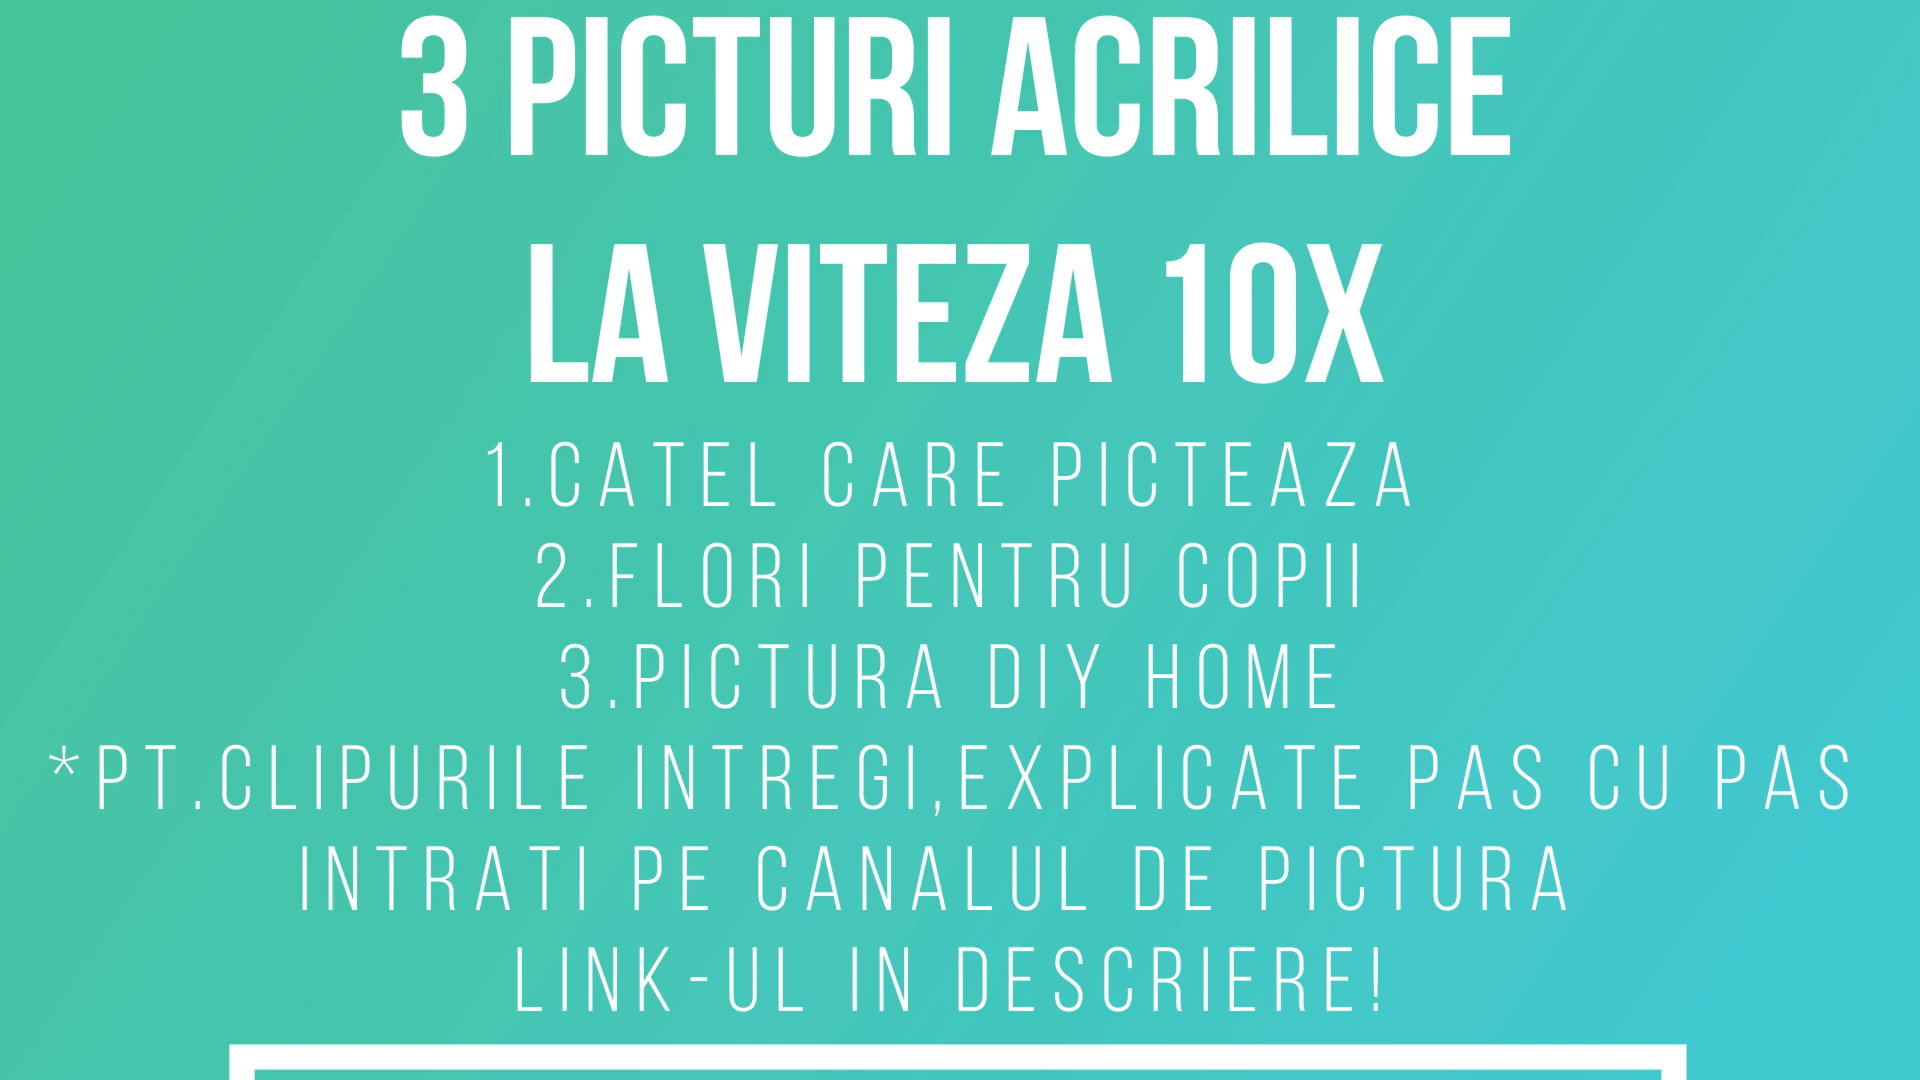 3 PICTURI ACRILICE
LA VITEZA 10X
1.CATEL CARE PICTEAZA
2.FLORI PENTRU COPII
3.PICTURA DIY HOME
*PT.CLIPURILE INTREGI,EXPLICATE PAS CU PAS
INTRATI PE CANALUL DE PICTURA
LINK-UL IN DESCRIERE!